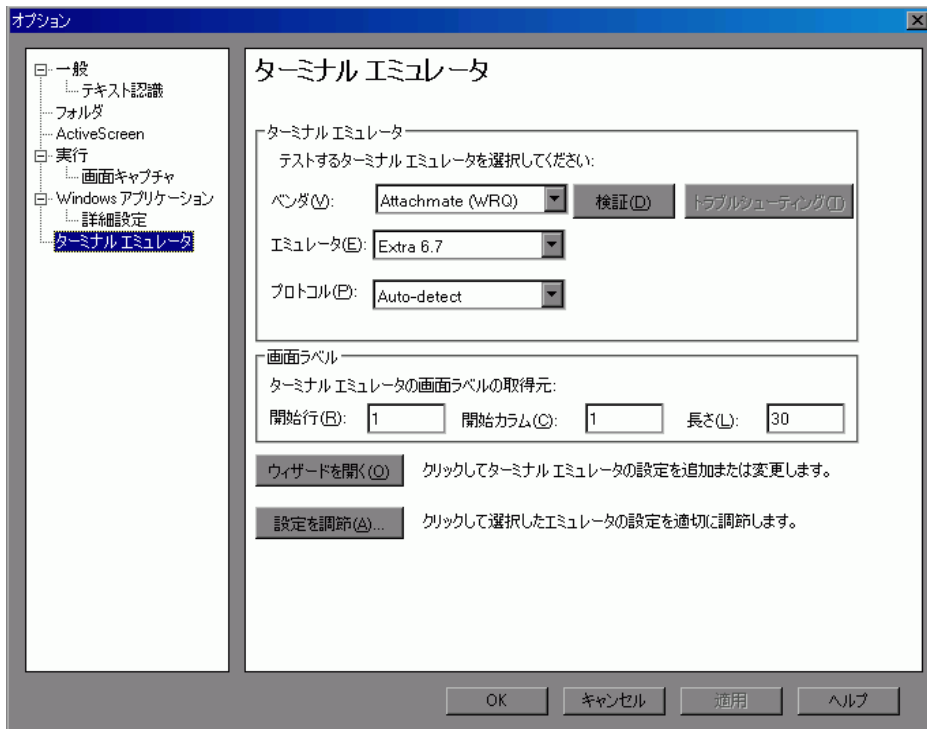 オプション
一般
テキスト認識
フォルダ
ActiveScreen
実行
画面キャプチャ
Windows アプリケーション
詳細設定
ターミナル エミュレータ
ターミナル エミュレータ
ターミナル エミュレータ
テストするターミナル エミュレータを選択してください:
ベンダ(V): Attachmate (WRQ) 検証(D) トラブルシューティング(T)
エミュレータ(E): Extra 6.7
プロトコル(P): Auto-detect
画面ラベル
ターミナル エミュレータの画面ラベルの取得元:
開始行(R): 1 開始カラム(C): 1 長さ(L): 30
ウィザードを開く(O) クリックしてターミナル エミュレータの設定を追加または変更します。
設定を調節(A)... クリックして選択したエミュレータの設定を適切に調節します。
OK キャンセル 適用 ヘルプ